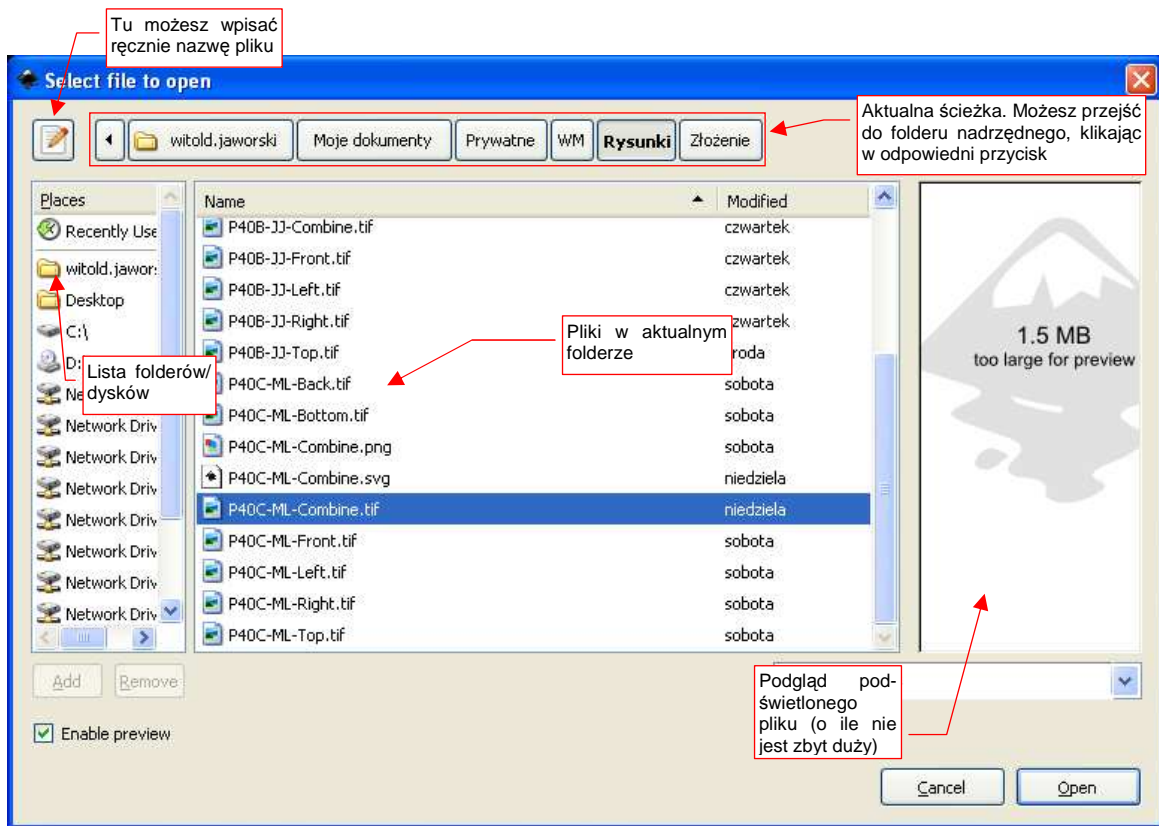 Tu możesz wpisać
ręcznie nazwę pliku
Select file to open
Aktualna ścieżka. Możesz przejść
do folderu nadrzędnego, klikając
w odpowiedni przycisk
witold.jaworski Moje dokumenty Prywatne WM Rysunki Złożenie
Places
Recently Use
witold.jawor
Desktop
C:\
D:
Ne
Network Driv
Network Driv
Network Driv
Network Driv
Network Driv
Network Driv
Network Driv
Lista folderów/
dysków
Name Modified
P40B-JJ-Combine.tif czwartek
P40B-JJ-Front.tif czwartek
P40B-JJ-Left.tif czwartek
P40B-JJ-Right.tif zwartek
P40B-JJ-Top.tif roda
P40C-ML-Back.tif sobota
P40C-ML-Bottom.tif sobota
P40C-ML-Combine.png sobota
P40C-ML-Combine.svg niedziela
P40C-ML-Combine.tif niedziela
P40C-ML-Front.tif sobota
P40C-ML-Left.tif sobota
P40C-ML-Right.tif sobota
P40C-ML-Top.tif sobota
Pliki w aktualnym
folderze
1.5 MB
too large for preview
Add Remove
Podgląd pod-
świetlonego
pliku (o ile nie
jest zbyt duży)
Enable preview
Cancel Open